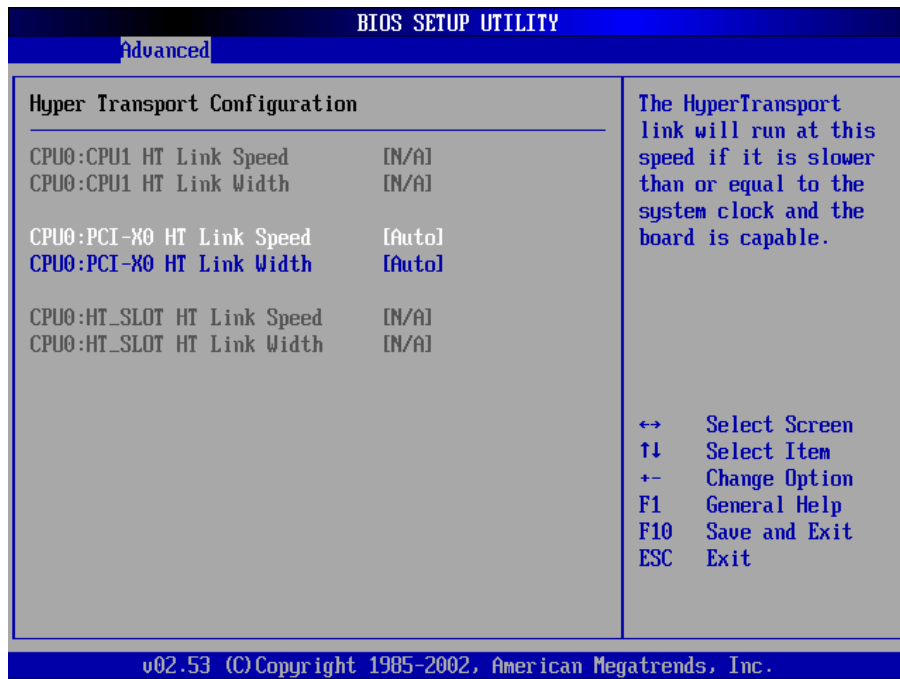 BIOS SETUP UTILITY
Advanced
Hyper Transport Configuration
CPU0:CPU1 HT Link Speed [N/A]
CPU0:CPU1 HT Link Width [N/A]
CPU0:PCI-X0 HT Link Speed [Auto]
CPU0:PCI-X0 HT Link Width [Auto]
CPU0:HT_SLOT HT Link Speed [N/A]
CPU0:HT_SLOT HT Link Width [N/A]
The HyperTransport
link will run at this
speed if it is slower
than or equal to the
system clock and the
board is capable.
↔ Select Screen
↑↓ Select Item
+- Change Option
F1 General Help
F10 Save and Exit
ESC Exit
v02.53 (C)Copyright 1985-2002, American Megatrends, Inc.